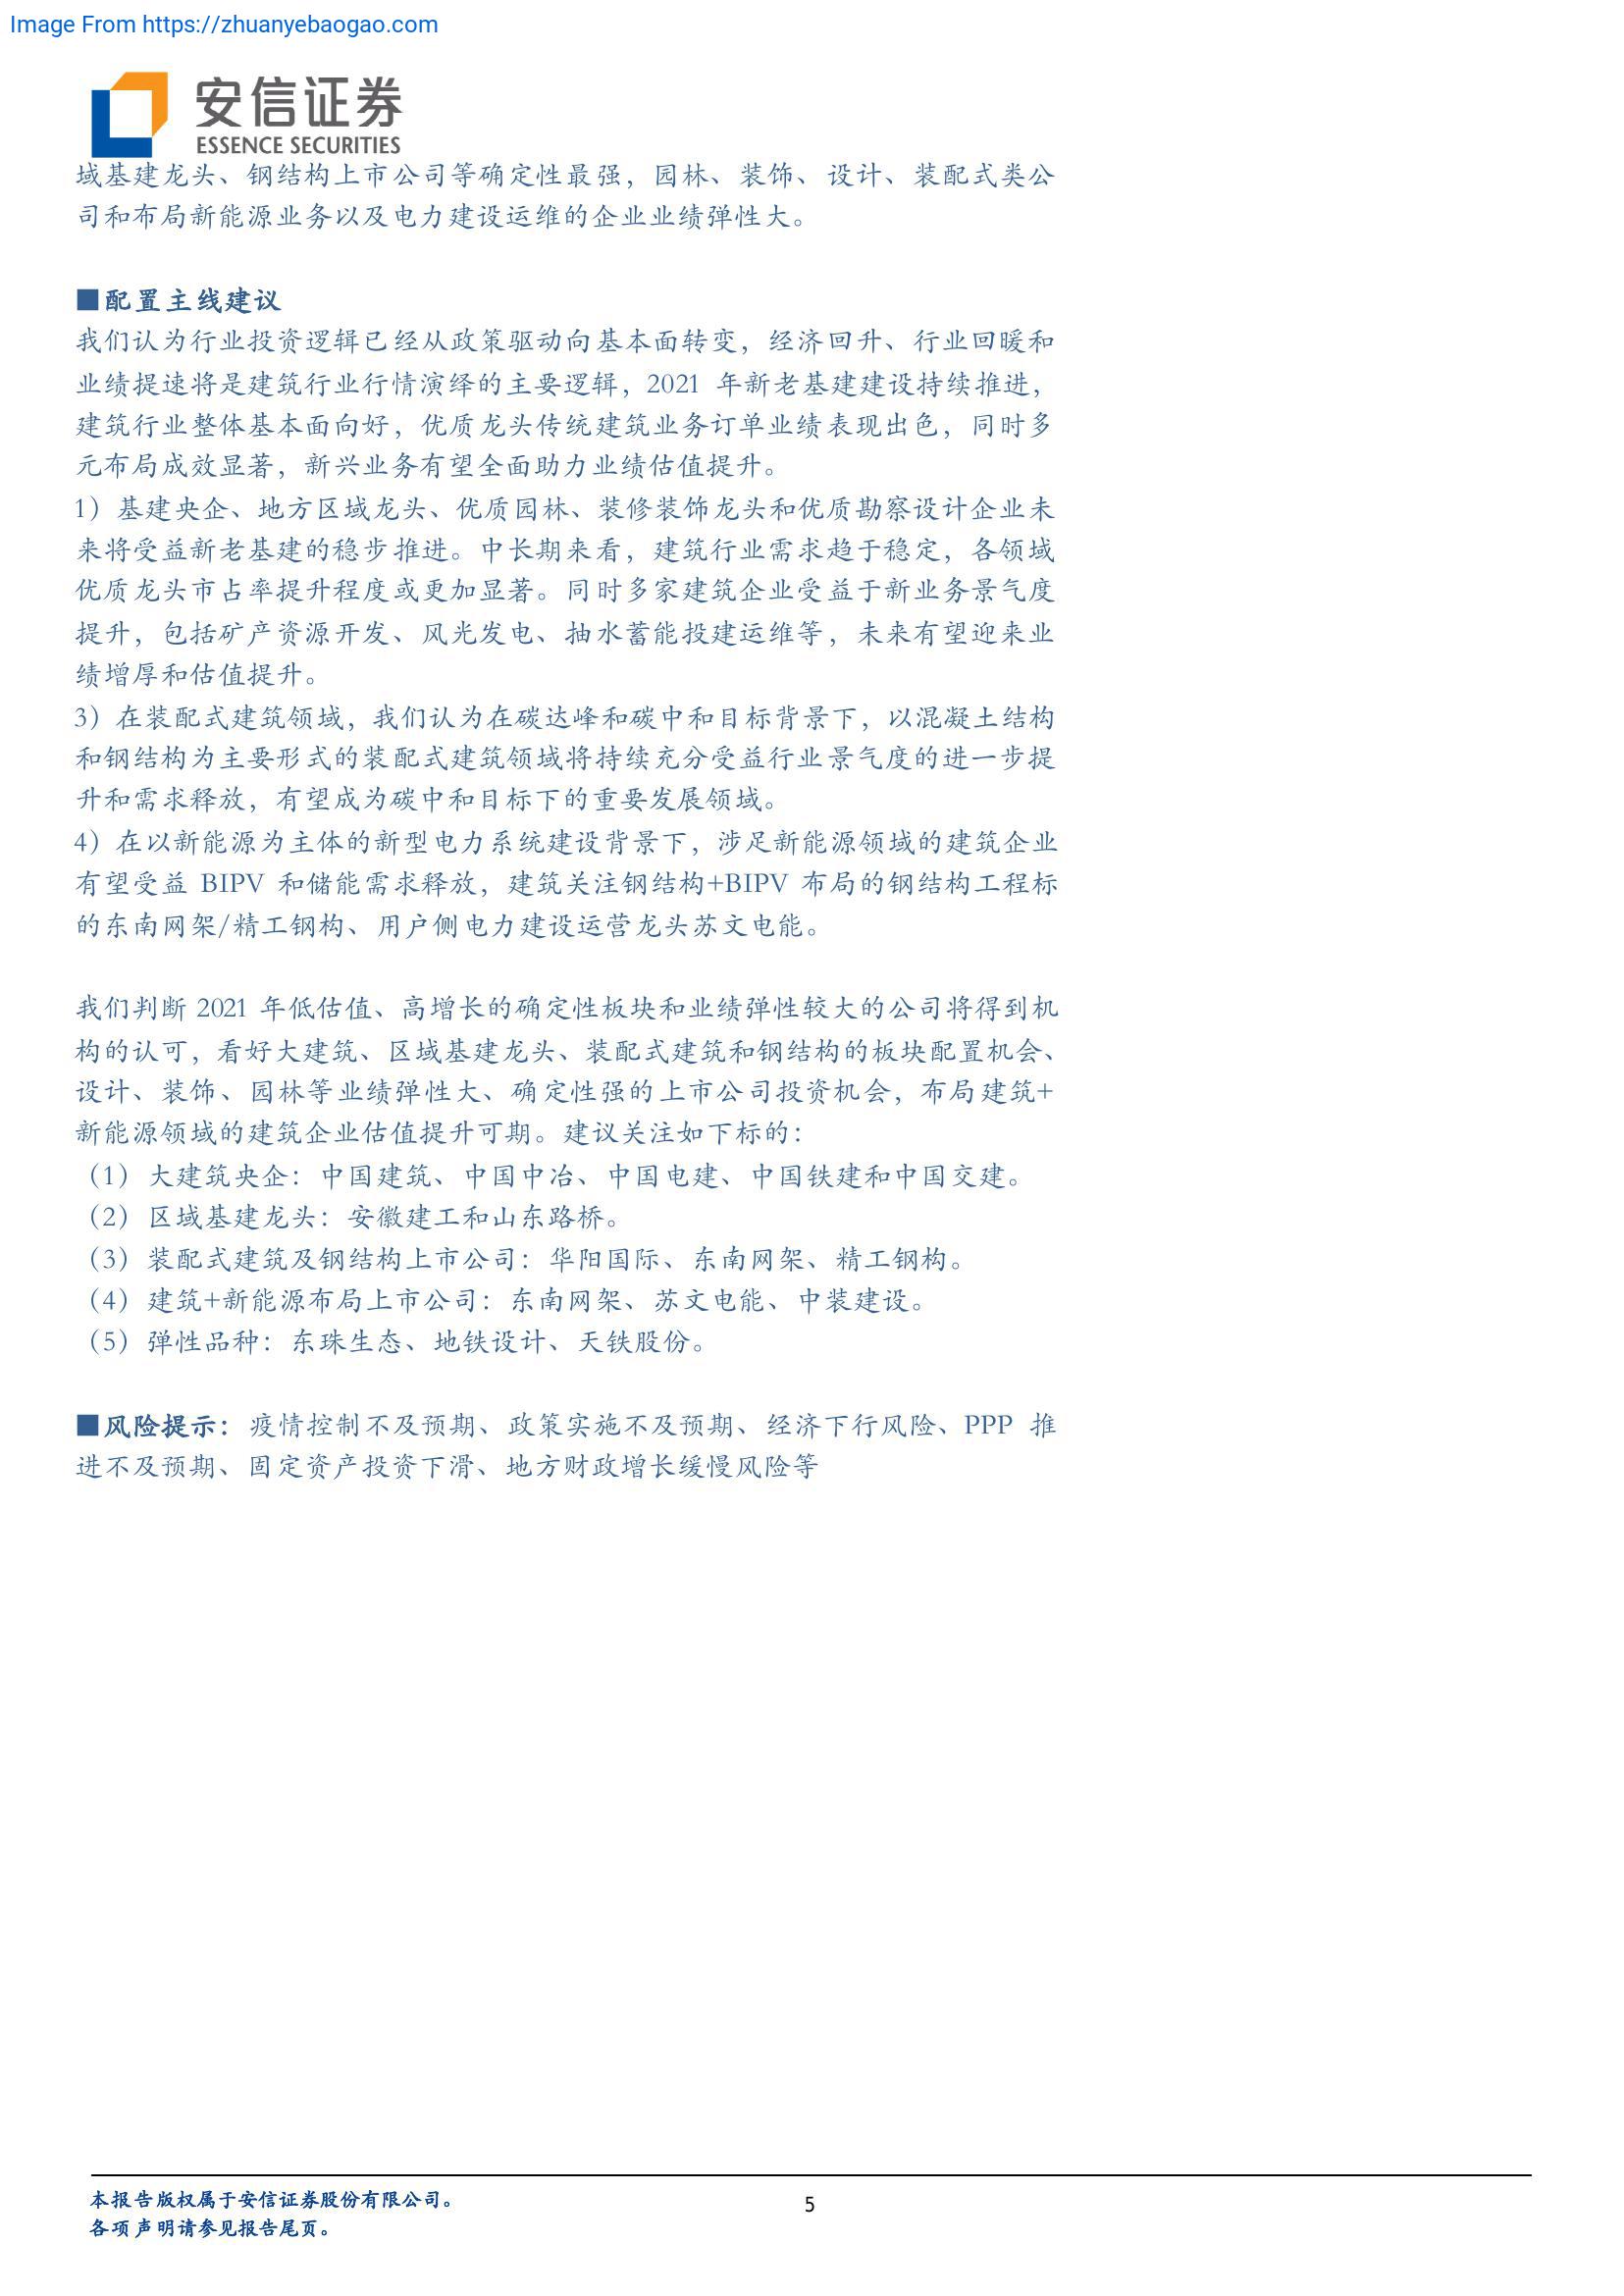 Image From https://zhuanyebaogao.com
安信证券
ESSENCE SECURITIES
域基建龙头、钢结构上市公司等确定性最强，园林、装饰、设计、装配式类公
司和布局新能源业务以及电力建设运维的企业业绩弹性大。
■配置主线建议
我们认为行业投资逻辑已经从政策驱动向基本面转变，经济回升、行业回暖和
业绩提速将是建筑行业行情演绎的主要逻辑，2021 年新老基建建设持续推进，
建筑行业整体基本面向好，优质龙头传统建筑业务订单业绩表现出色，同时多
元布局成效显著，新兴业务有望全面助力业绩估值提升。
1）基建央企、地方区域龙头、优质园林、装修装饰龙头和优质勘察设计企业未
来将受益新老基建的稳步推进。中长期来看，建筑行业需求趋于稳定，各领域
优质龙头市占率提升程度或更加显著。同时多家建筑企业受益于新业务景气度
提升，包括矿产资源开发、风光发电、抽水蓄能投建运维等，未来有望迎来业
绩增厚和估值提升。
3）在装配式建筑领域，我们认为在碳达峰和碳中和目标背景下，以混凝土结构
和钢结构为主要形式的装配式建筑领域将持续充分受益行业景气度的进一步提
升和需求释放，有望成为碳中和目标下的重要发展领域。
4）在以新能源为主体的新型电力系统建设背景下，涉足新能源领域的建筑企业
有望受益 BIPV 和储能需求释放，建筑关注钢结构+BIPV 布局的钢结构工程标
的东南网架/精工钢构、用户侧电力建设运营龙头苏文电能。
我们判断 2021 年低估值、高增长的确定性板块和业绩弹性较大的公司将得到机
构的认可，看好大建筑、区域基建龙头、装配式建筑和钢结构的板块配置机会、
设计、装饰、园林等业绩弹性大、确定性强的上市公司投资机会，布局建筑+
新能源领域的建筑企业估值提升可期。建议关注如下标的：
（1）大建筑央企：中国建筑、中国中冶、中国电建、中国铁建和中国交建。
（2）区域基建龙头：安徽建工和山东路桥。
（3）装配式建筑及钢结构上市公司：华阳国际、东南网架、精工钢构。
（4）建筑+新能源布局上市公司：东南网架、苏文电能、中装建设。
（5）弹性品种：东珠生态、地铁设计、天铁股份。
■风险提示：疫情控制不及预期、政策实施不及预期、经济下行风险、PPP 推
进不及预期、固定资产投资下滑、地方财政增长缓慢风险等
本报告版权属于安信证券股份有限公司。
各项声明请参见报告尾页。
5